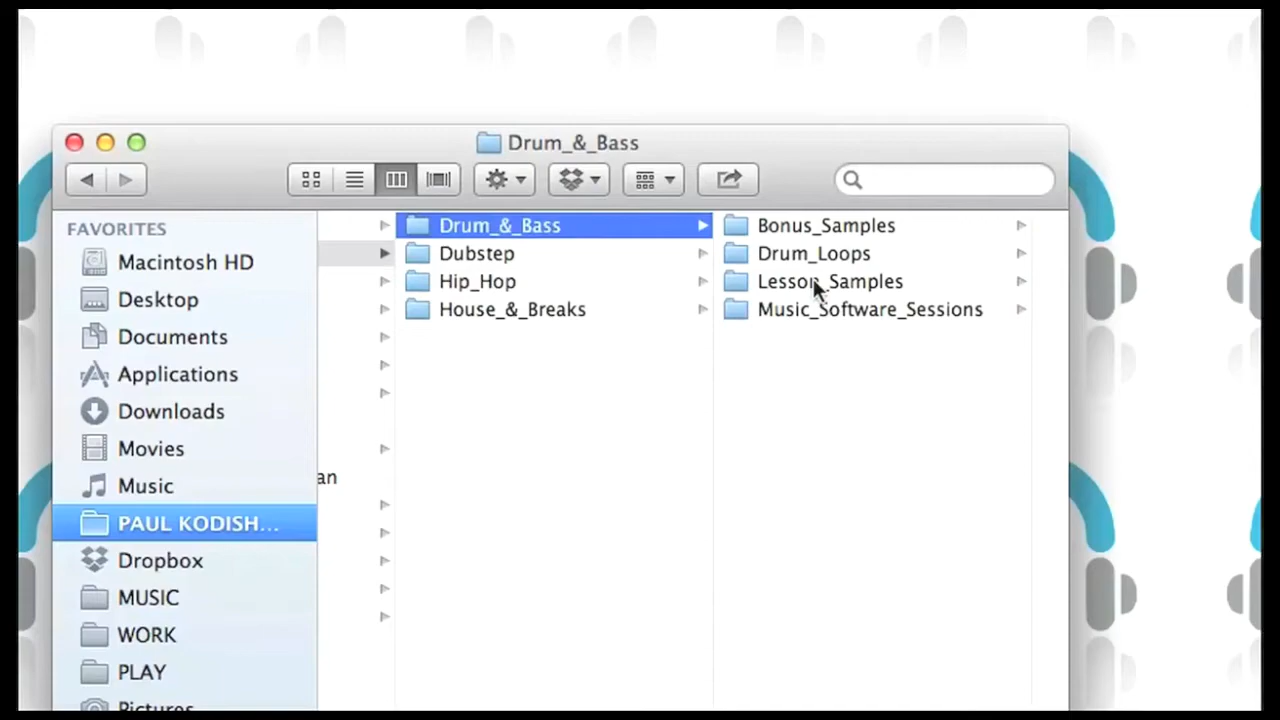 Drum_&_Bass
FAVORITES
Macintosh HD
Desktop
Documents
Applications
Downloads
Movies
Music
PAUL KODISH...
Dropbox
MUSIC
WORK
PLAY
Pictures
an
Drum_&_Bass
Dubstep
Hip_Hop
House_&_Breaks
Bonus_Samples
Drum_Loops
Lesson_Samples
Music_Software_Sessions